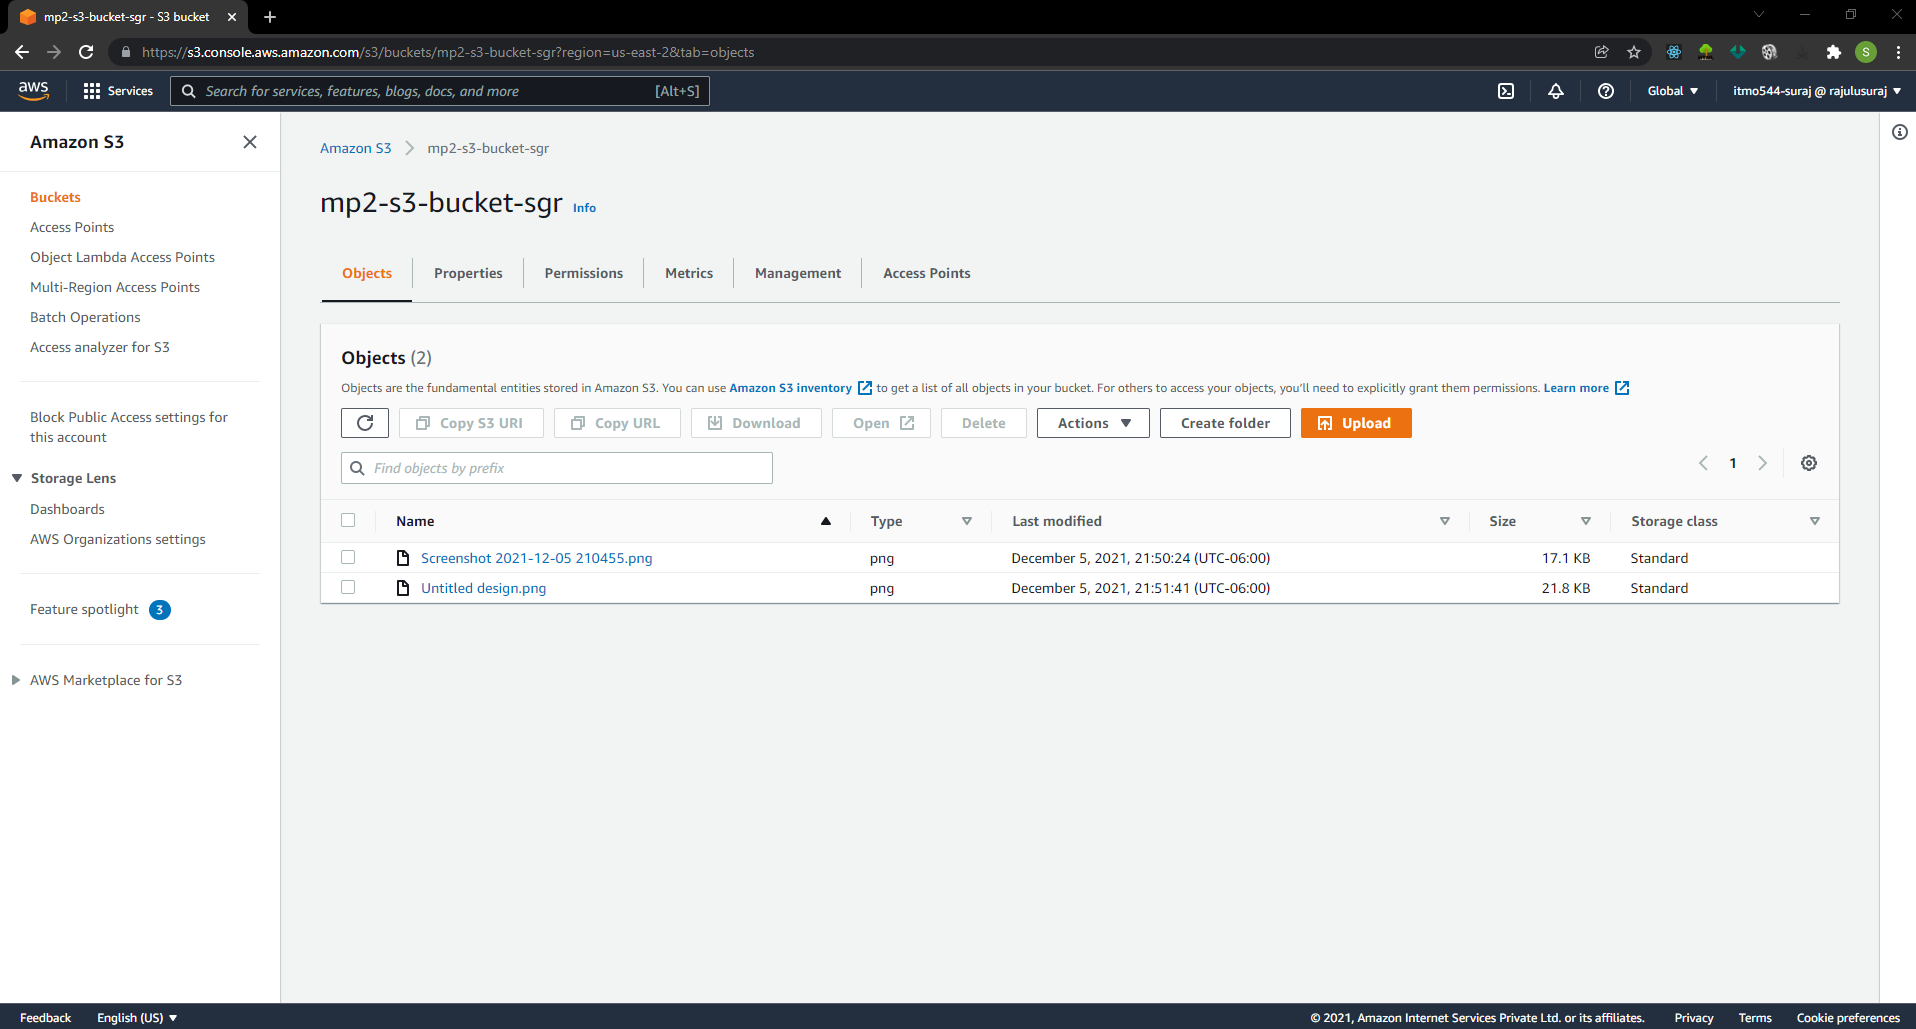 mp2-s3-bucket-sgr - S3 bucket
https://s3.console.aws.amazon.com/s3/buckets/mp2-s3-bucket-sgr?region=us-east-2&tab=objects
S
aws
Services
Search for services, features, blogs, docs, and more
[Alt+S]
Global
itmo544-suraj @ rajulusuraj
Amazon S3
Buckets
Access Points
Object Lambda Access Points
Multi-Region Access Points
Batch Operations
Access analyzer for S3
Block Public Access settings for
this account
Storage Lens
Dashboards
AWS Organizations settings
Feature spotlight 3
AWS Marketplace for S3
Amazon S3 > mp2-s3-bucket-sgr
mp2-s3-bucket-sgr Info
Objects Properties Permissions Metrics Management Access Points
Objects (2)
Objects are the fundamental entities stored in Amazon S3. You can use Amazon S3 inventory to get a list of all objects in your bucket. For others to access your objects, you'll need to explicitly grant them permissions. Learn more
Copy S3 URI Copy URL Download Open Delete Actions Create folder Upload
Find objects by prefix
1
Name Type Last modified Size Storage class
Screenshot 2021-12-05 210455.png png December 5, 2021, 21:50:24 (UTC-06:00) 17.1 KB Standard
Untitled design.png png December 5, 2021, 21:51:41 (UTC-06:00) 21.8 KB Standard
Feedback English (US) © 2021, Amazon Internet Services Private Ltd. or its affiliates. Privacy Terms Cookie preferences